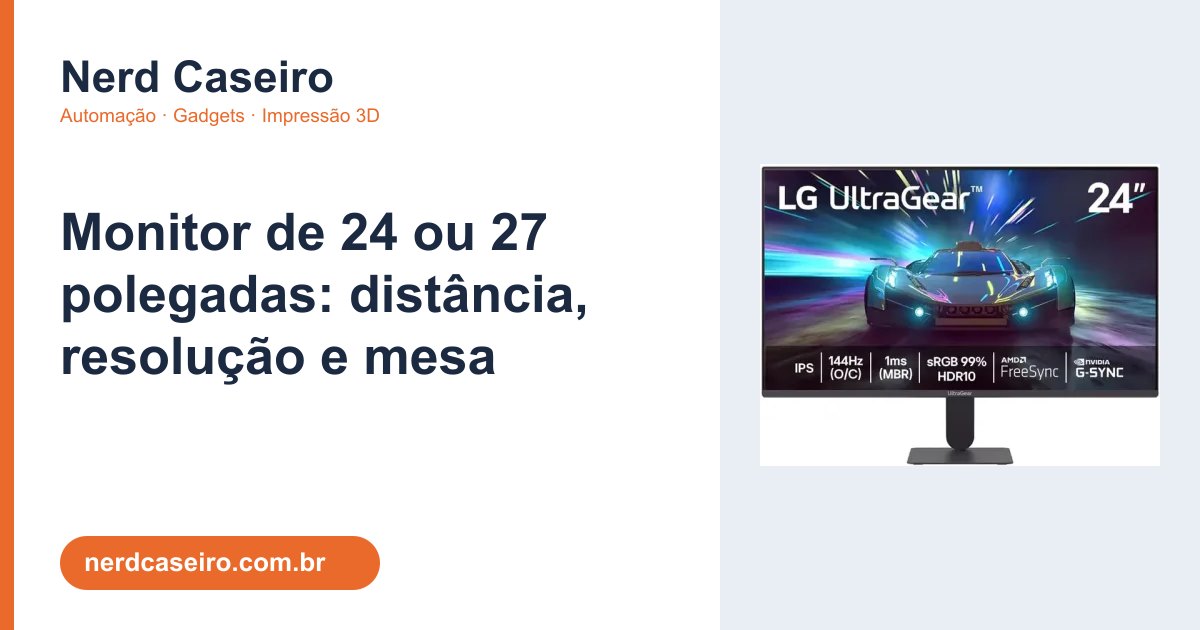 Nerd Caseiro
Automação · Gadgets · Impressão 3D
Monitor de 24 ou 27
polegadas: distância,
resolução e mesa
nerdcaseiro.com.br
LG UltraGear™ 24"
IPS
144Hz
(O/C)
1ms
(MBR)
sRGB 99%
HDR10
AMD
FreeSync
NVIDIA
G-SYNC
UltraGear